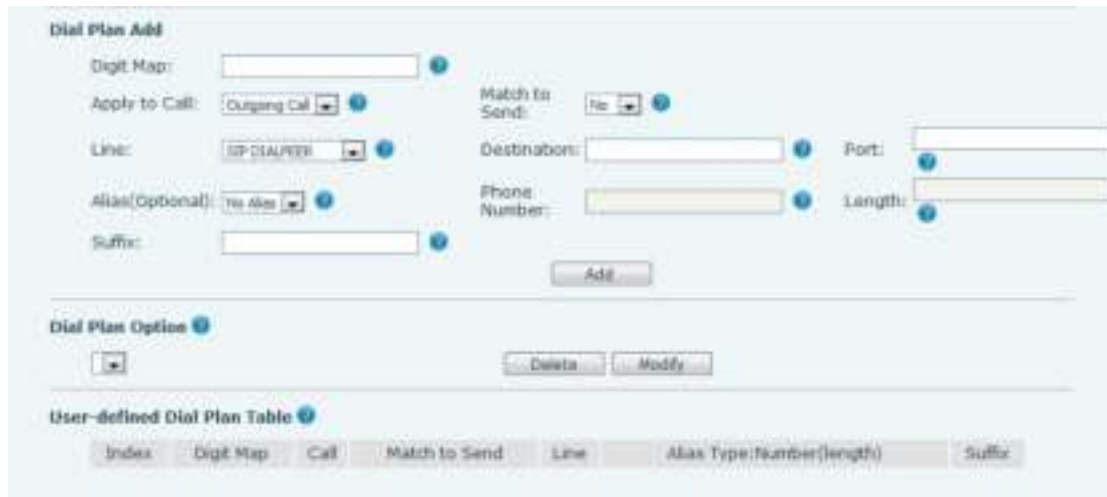 Dial Plan Add
Digit Map:
Apply to Call: Outgoing Call Match to Send: No
Line: SIP DIALPEER Destination: Port:
Alias(Optional): No Alias Phone Number: Length:
Suffix:
Add
Dial Plan Option
Delete Modify
User-defined Dial Plan Table
Index Digit Map Call Match to Send Line Alias Type:Number(length) Suffix